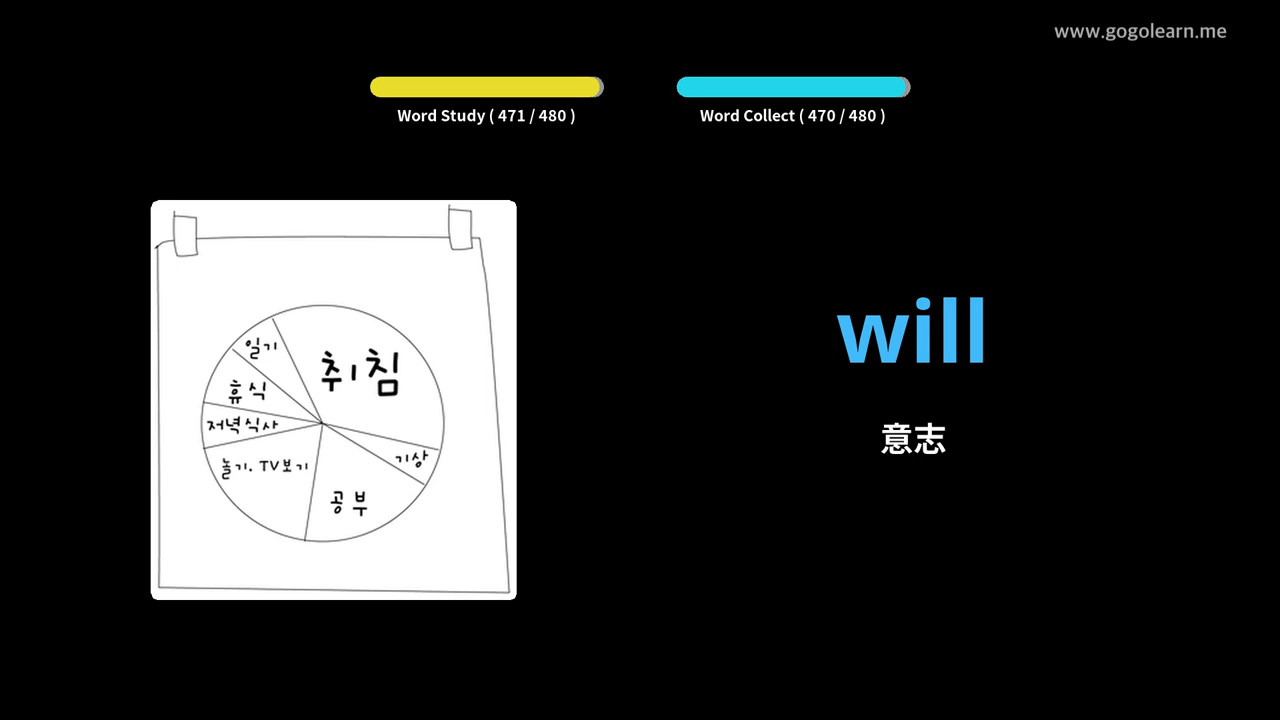 www.gogolearn.me
Word Study ( 471 / 480 )
Word Collect ( 470 / 480 )
일기
취침
휴식
저녁식사
놀기. TV보기
기상
공부
will
意志